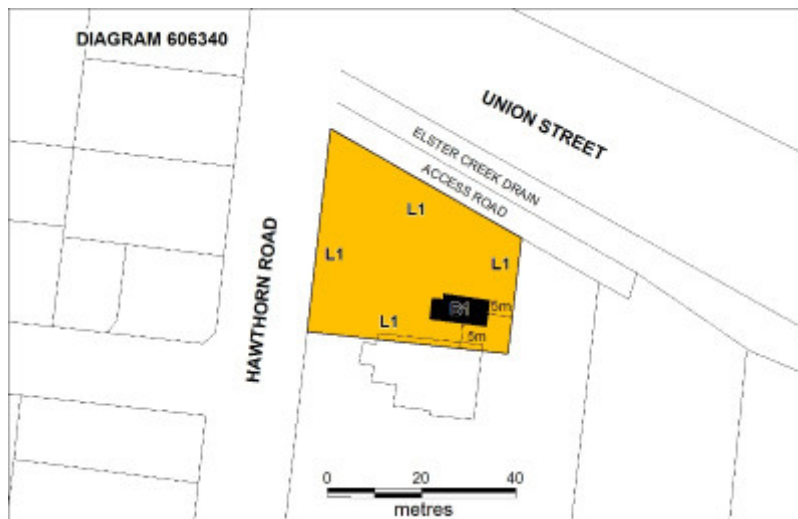 DIAGRAM 606340
UNION STREET
ELSTER CREEK DRAIN
ACCESS ROAD
HAWTHORN ROAD
L1
L1
L1
L1
5m
5m
0 20 40
metres